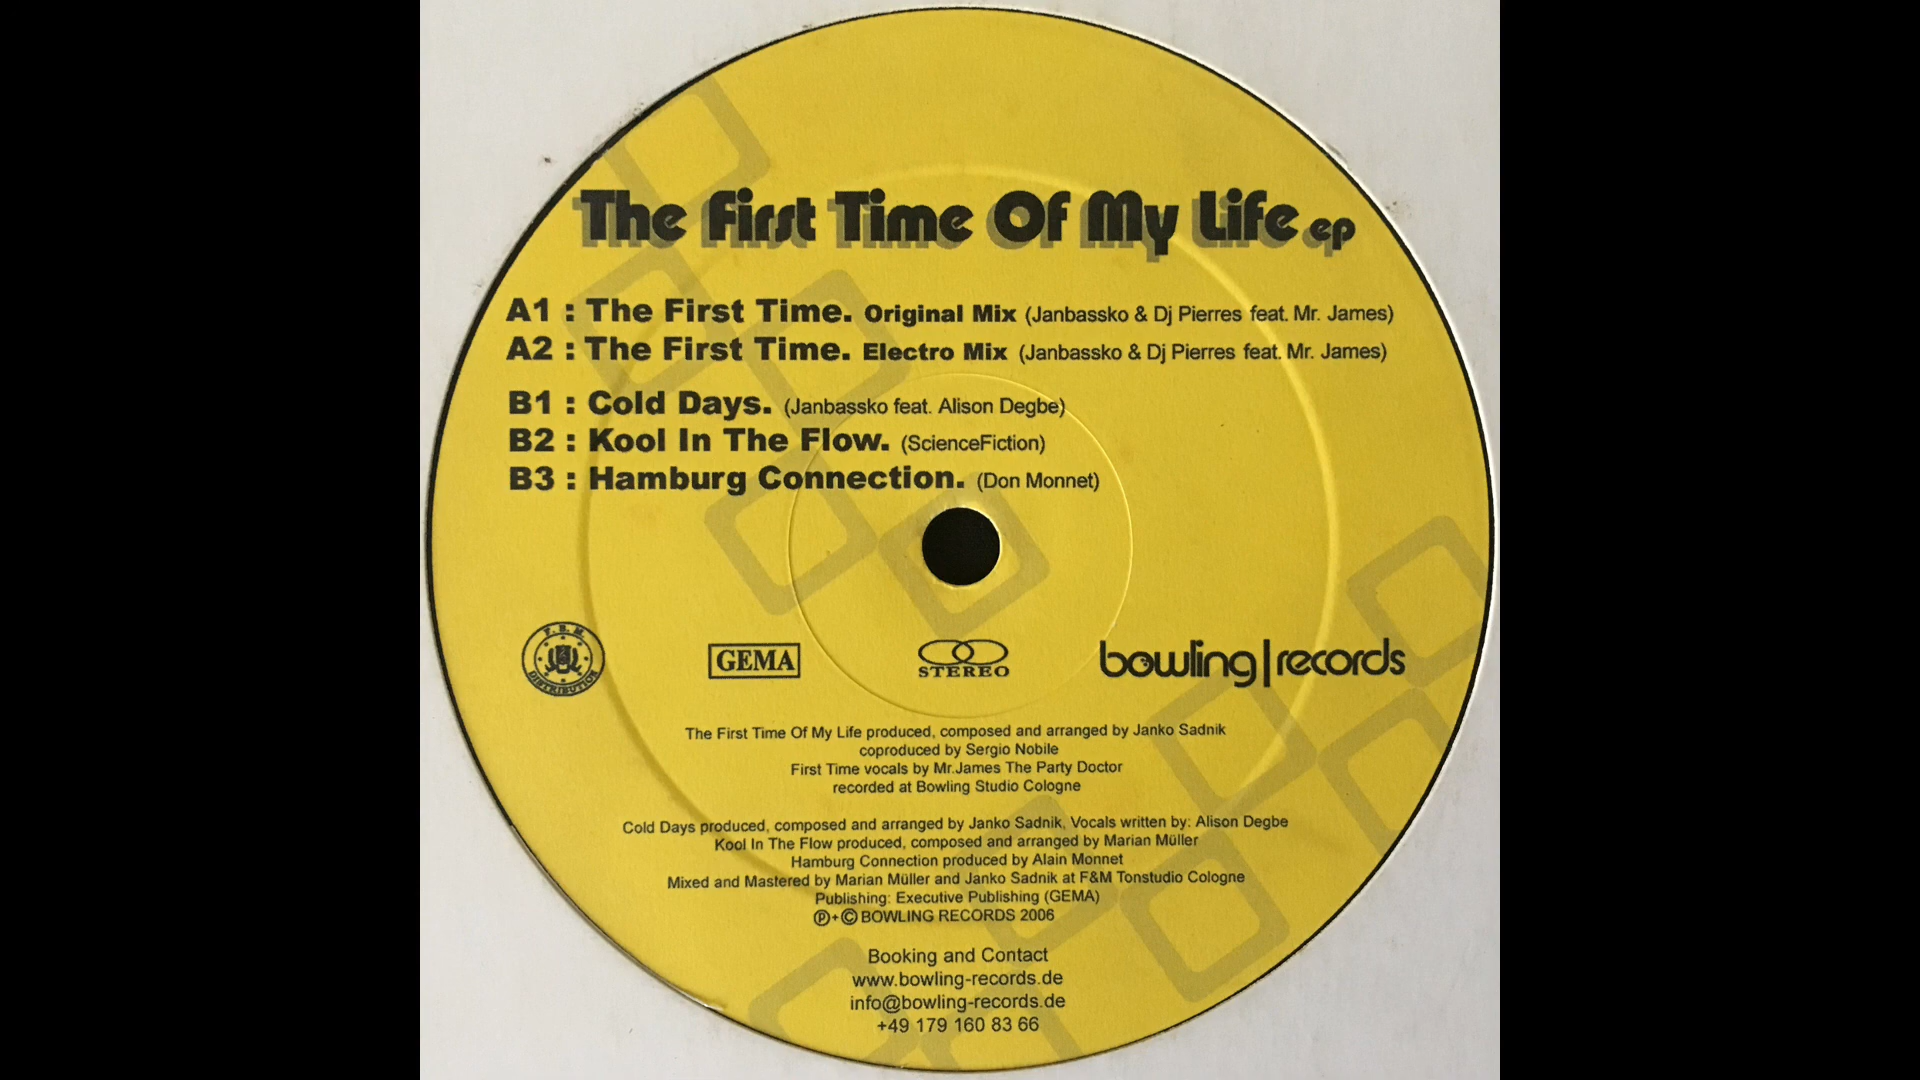 The First Time Of My Life ep
A1 : The First Time. Original Mix (Janbassko & Dj Pierres feat. Mr. James)
A2 : The First Time. Electro Mix (Janbassko & Dj Pierres feat. Mr. James)
B1 : Cold Days. (Janbassko feat. Alison Degbe)
B2 : Kool In The Flow. (ScienceFiction)
B3 : Hamburg Connection. (Don Monnet)
F.B.M.
DISTRIBUTION
GEMA
STEREO
bowling|records
The First Time Of My Life produced, composed and arranged by Janko Sadnik
coproduced by Sergio Nobile
First Time vocals by Mr.James The Party Doctor
recorded at Bowling Studio Cologne
Cold Days produced, composed and arranged by Janko Sadnik, Vocals written by: Alison Degbe
Kool In The Flow produced, composed and arranged by Marian Müller
Hamburg Connection produced by Alain Monnet
Mixed and Mastered by Marian Müller and Janko Sadnik at F&M Tonstudio Cologne
Publishing: Executive Publishing (GEMA)
℗+© BOWLING RECORDS 2006
Booking and Contact
www.bowling-records.de
info@bowling-records.de
+49 179 160 83 66